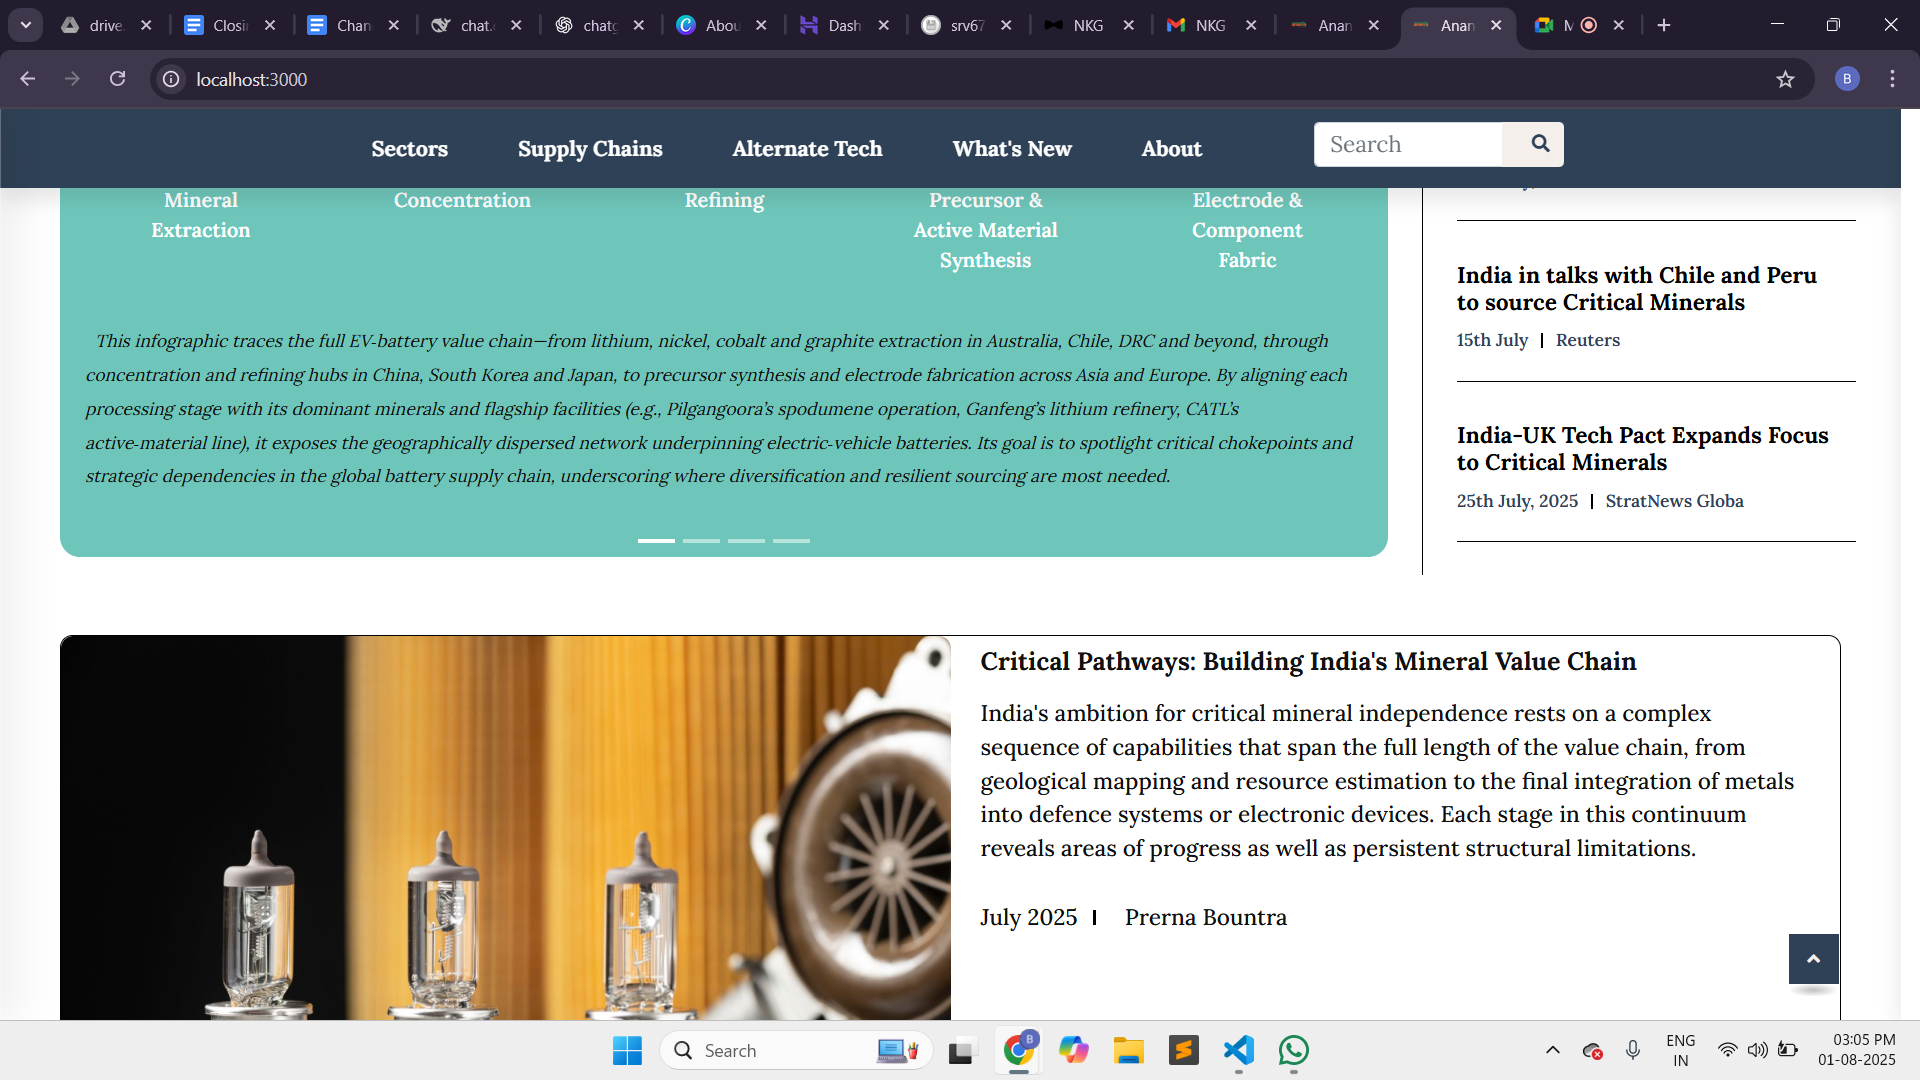 drive.
Closi
Chan
chat.
chatg
Abou
Dash
srv67
NKG
NKG
Anan
Anan
M
localhost:3000
B
Sectors
Supply Chains
Alternate Tech
What's New
About
Search
Mineral
Extraction
Concentration
Refining
Precursor &
Active Material
Synthesis
Electrode &
Component
Fabric
This infographic traces the full EV-battery value chain—from lithium, nickel, cobalt and graphite extraction in Australia, Chile, DRC and beyond, through
concentration and refining hubs in China, South Korea and Japan, to precursor synthesis and electrode fabrication across Asia and Europe. By aligning each
processing stage with its dominant minerals and flagship facilities (e.g., Pilgangoora’s spodumene operation, Ganfeng’s lithium refinery, CATL’s
active-material line), it exposes the geographically dispersed network underpinning electric-vehicle batteries. Its goal is to spotlight critical chokepoints and
strategic dependencies in the global battery supply chain, underscoring where diversification and resilient sourcing are most needed.
India in talks with Chile and Peru
to source Critical Minerals
15th July | Reuters
India-UK Tech Pact Expands Focus
to Critical Minerals
25th July, 2025 | StratNews Globa
Critical Pathways: Building India's Mineral Value Chain
India's ambition for critical mineral independence rests on a complex
sequence of capabilities that span the full length of the value chain, from
geological mapping and resource estimation to the final integration of metals
into defence systems or electronic devices. Each stage in this continuum
reveals areas of progress as well as persistent structural limitations.
July 2025 | Prerna Bountra
Search
B
ENG
IN
03:05 PM
01-08-2025